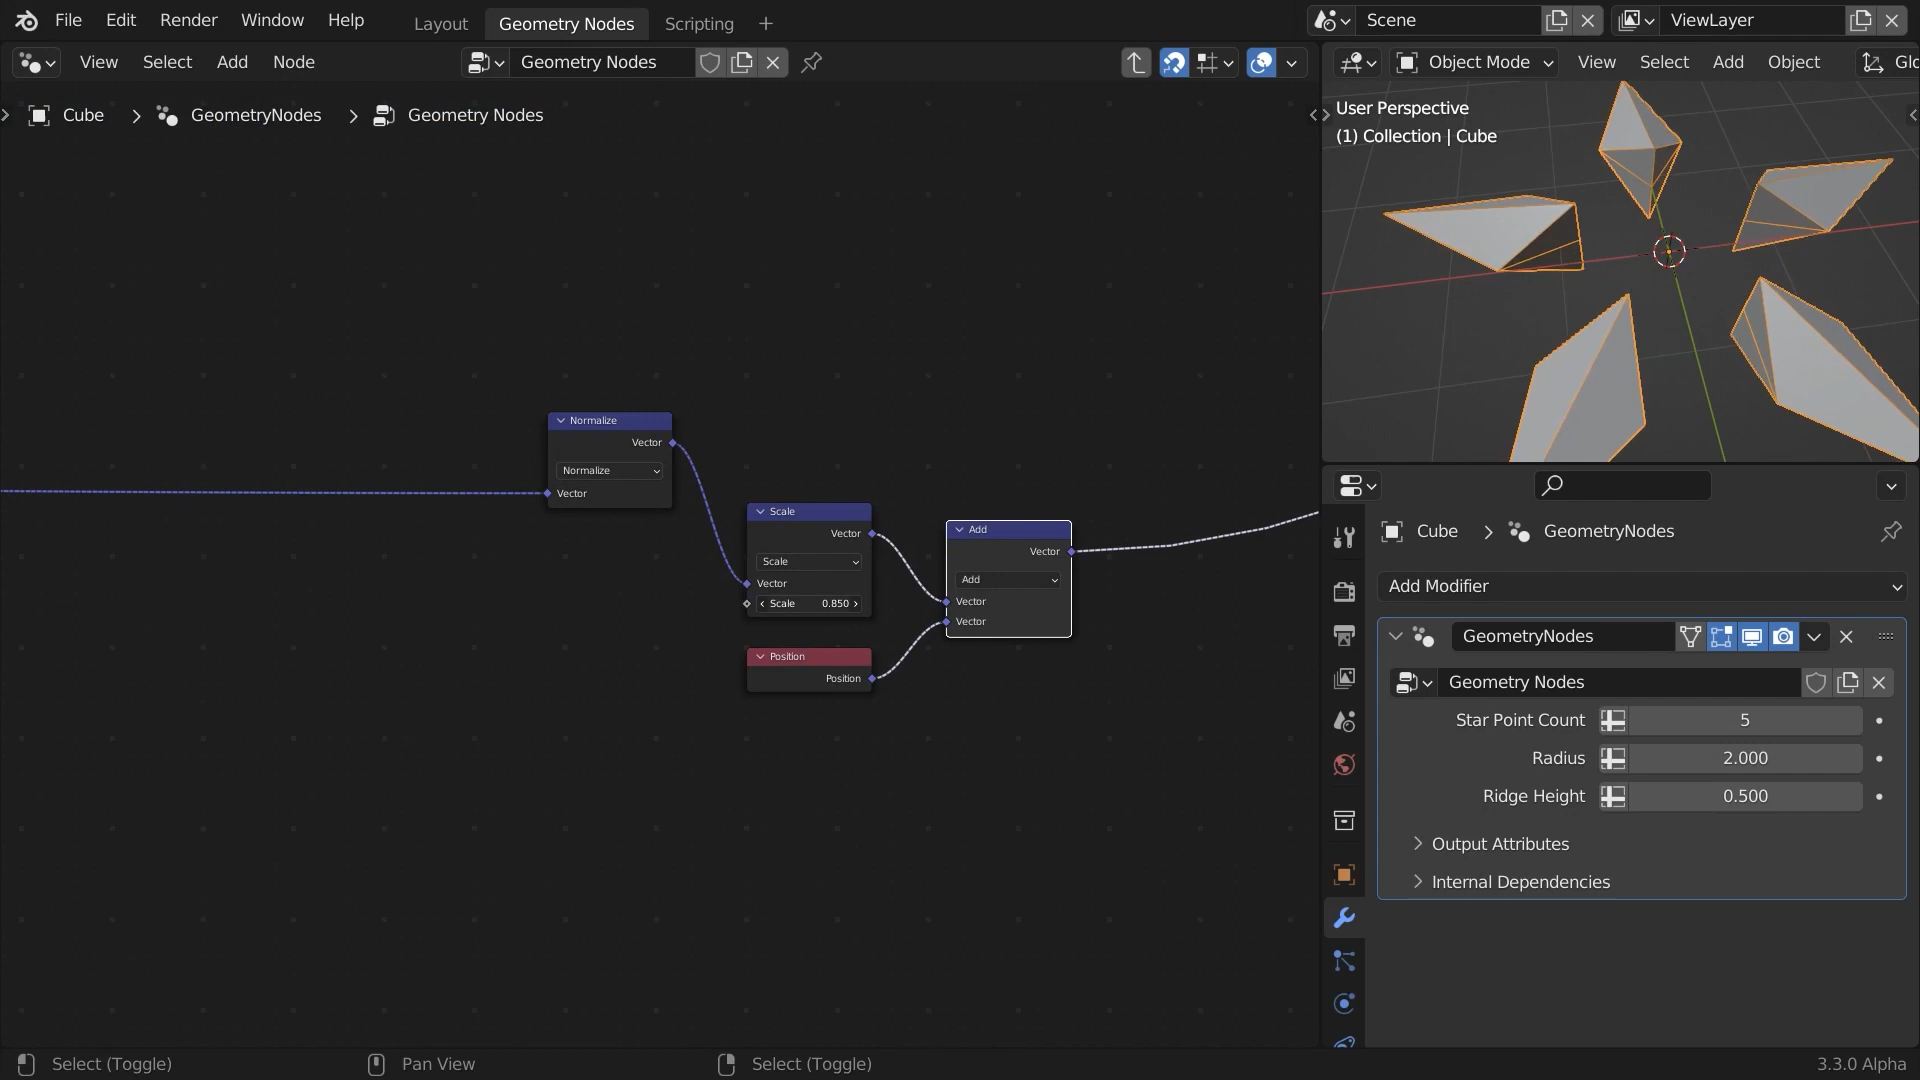 File Edit Render Window Help Layout Geometry Nodes Scripting + Scene ViewLayer
View Select Add Node Geometry Nodes Object Mode View Select Add Object Glo
Cube > GeometryNodes > Geometry Nodes
User Perspective
(1) Collection | Cube
Normalize
Vector
Normalize
Vector
Scale
Vector
Scale
Vector
Scale 0.850
Position
Position
Add
Vector
Add
Vector
Vector
Cube > GeometryNodes
Add Modifier
GeometryNodes
Geometry Nodes
Star Point Count 5
Radius 2.000
Ridge Height 0.500
Output Attributes
Internal Dependencies
Select (Toggle) Pan View Select (Toggle) 3.3.0 Alpha